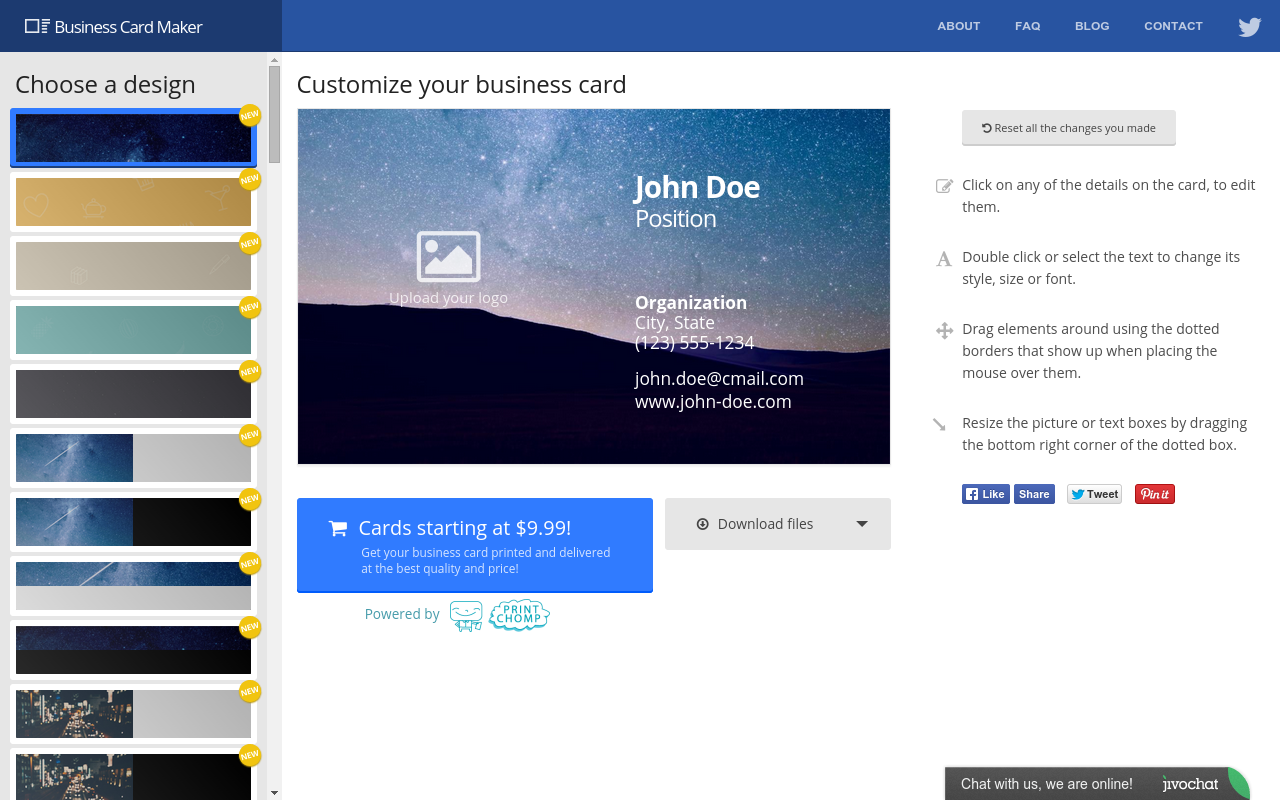 Business Card Maker
ABOUT
FAQ
BLOG
CONTACT
Choose a design
NEW
NEW
NEW
NEW
NEW
NEW
NEW
NEW
NEW
NEW
NEW
Customize your business card
John Doe
Position
Upload your logo
Organization
City, State
(123) 555-1234
john.doe@cmail.com
www.john-doe.com
Cards starting at $9.99!
Get your business card printed and delivered
at the best quality and price!
Download files
Powered by
PRINT
CHOMP
Reset all the changes you made
Click on any of the details on the card, to edit
them.
Double click or select the text to change its
style, size or font.
Drag elements around using the dotted
borders that show up when placing the
mouse over them.
Resize the picture or text boxes by dragging
the bottom right corner of the dotted box.
Like
Share
Tweet
Pin it
Chat with us, we are online!
jivochat